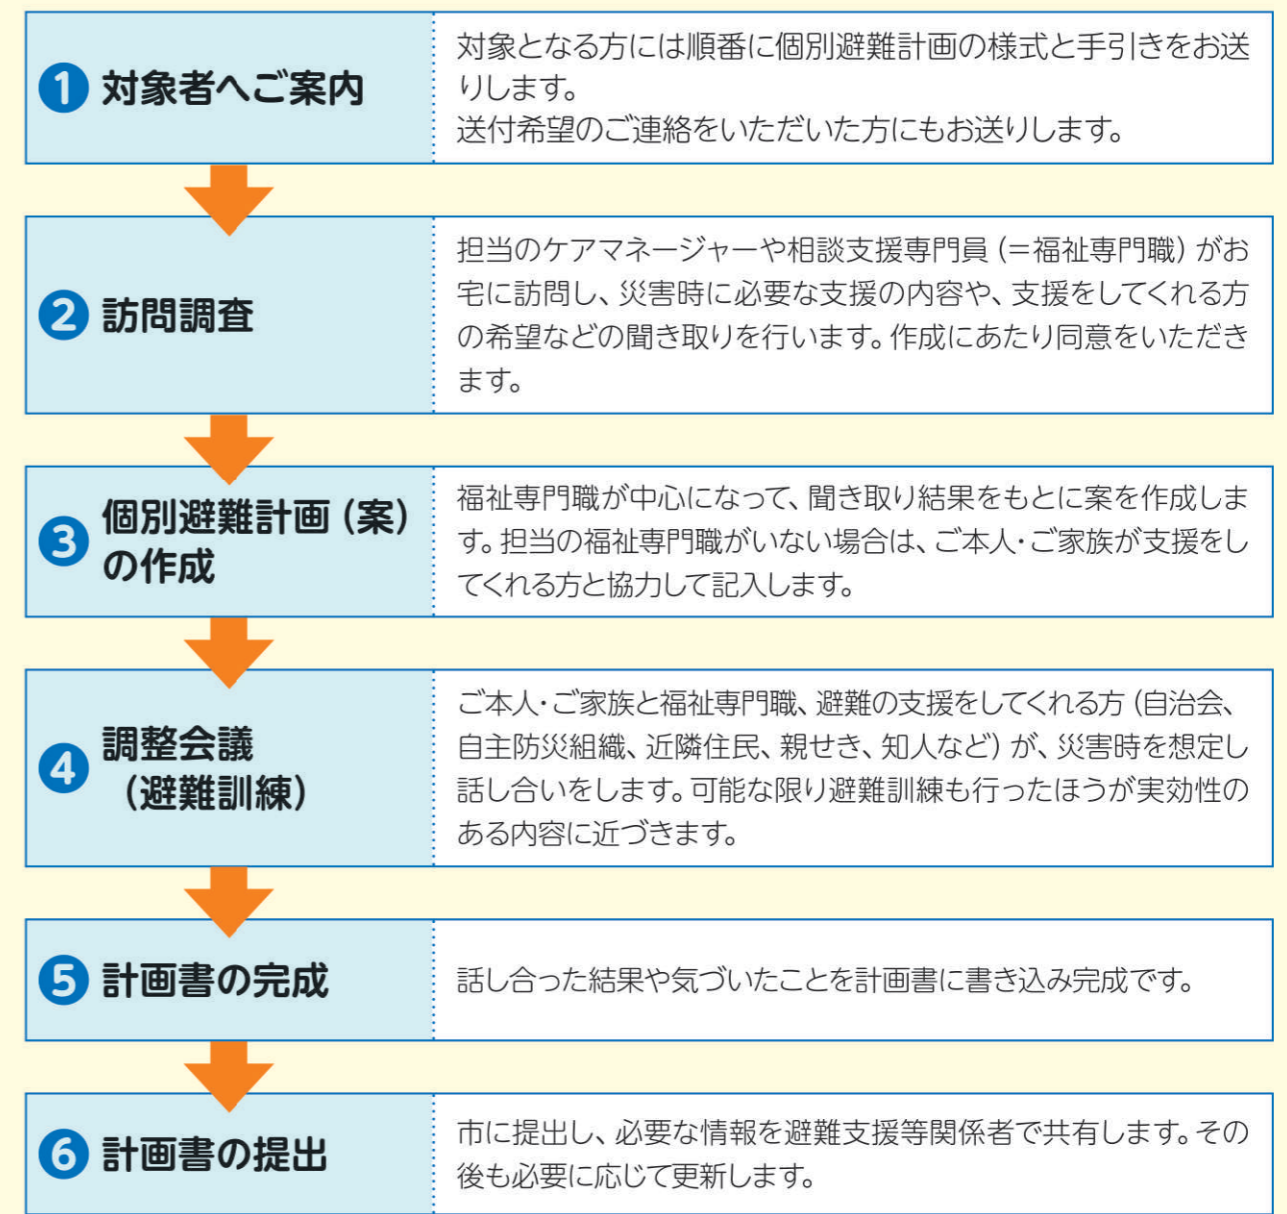 ❶ 対象者へご案内
対象となる方には順番に個別避難計画の様式と手引きをお送
りします。
送付希望のご連絡をいただいた方にもお送りします。
❷ 訪問調査
担当のケアマネージャーや相談支援専門員（＝福祉専門職）がお
宅に訪問し、災害時に必要な支援の内容や、支援をしてくれる方
の希望などの聞き取りを行います。作成にあたり同意をいただき
ます。
❸ 個別避難計画（案）
の作成
福祉専門職が中心になって、聞き取り結果をもとに案を作成しま
す。担当の福祉専門職がいない場合は、ご本人・ご家族が支援をし
てくれる方と協力して記入します。
❹ 調整会議
（避難訓練）
ご本人・ご家族と福祉専門職、避難の支援をしてくれる方（自治会、
自主防災組織、近隣住民、親せき、知人など）が、災害時を想定し
話し合いをします。可能な限り避難訓練も行ったほうが実効性の
ある内容に近づきます。
❺ 計画書の完成
話し合った結果や気づいたことを計画書に書き込み完成です。
❻ 計画書の提出
市に提出し、必要な情報を避難支援等関係者で共有します。その
後も必要に応じて更新します。